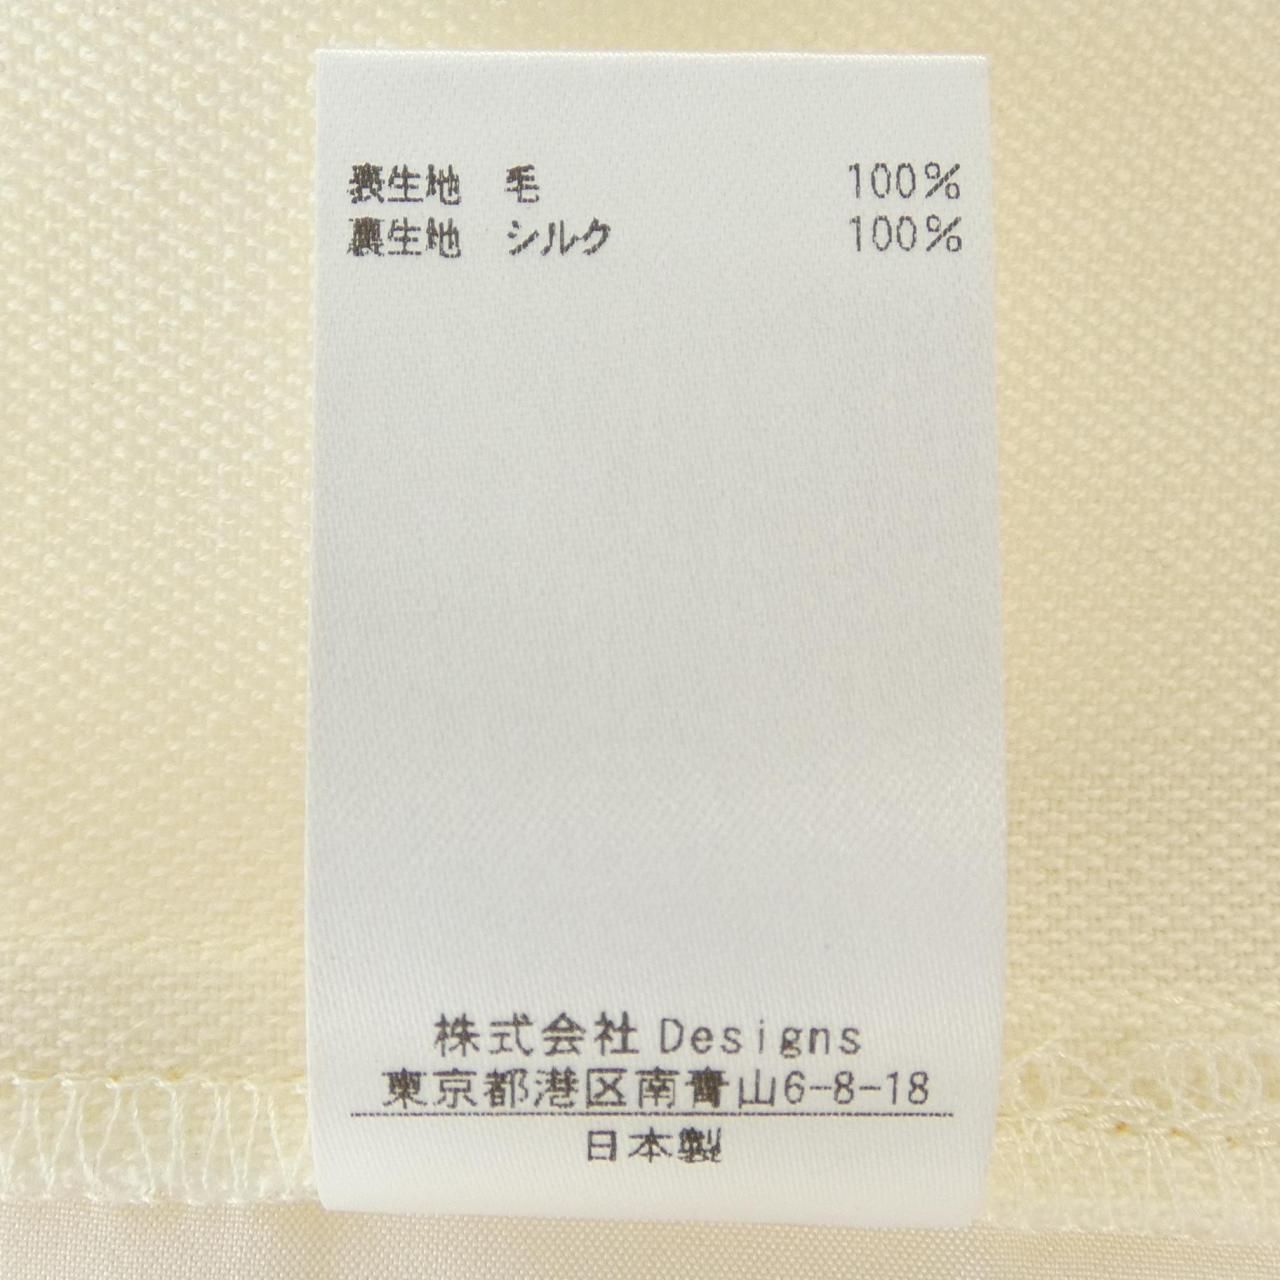 表生地 毛 100%
裏生地 シルク 100%
株式会社 Designs
東京都港区南青山6-8-18
日本製